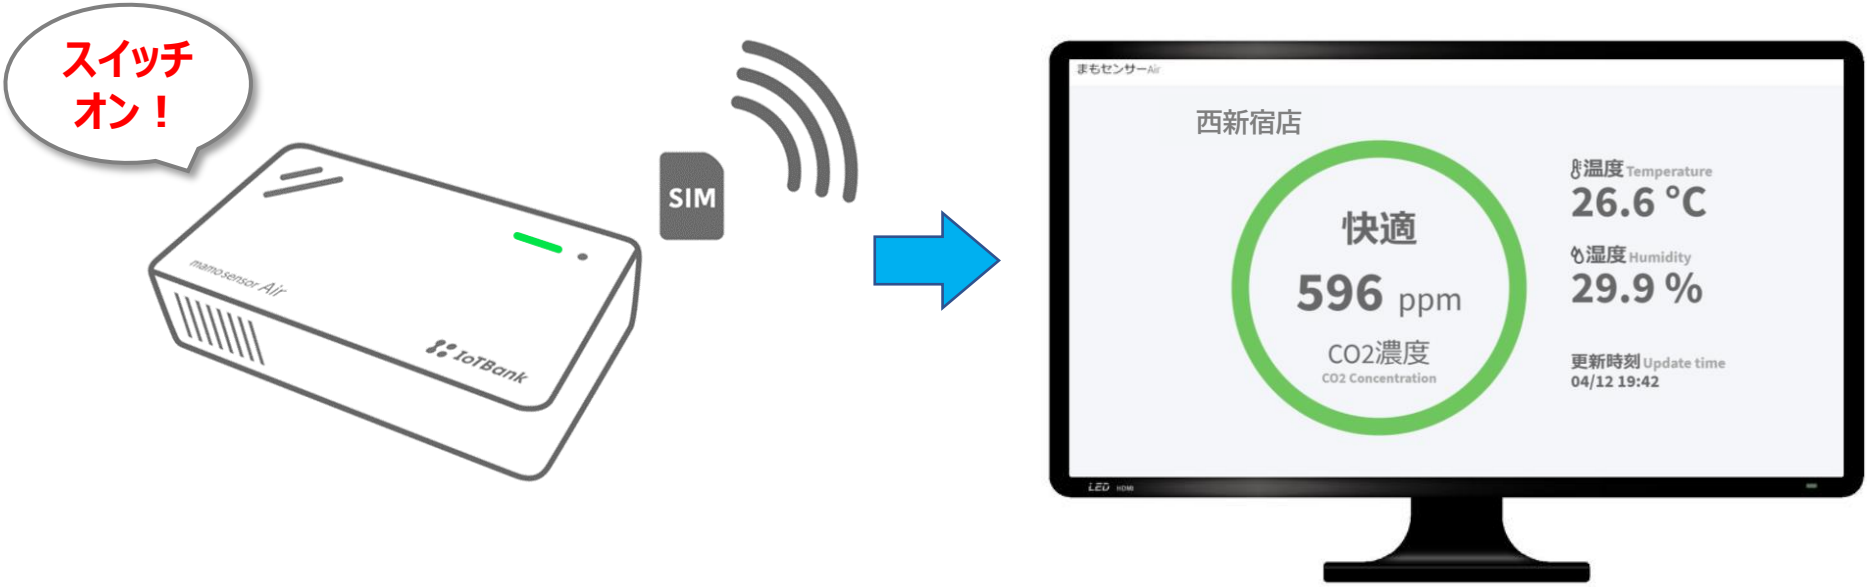 スイッチ
オン！
mamosensor Air
IoTBank
SIM
まもセンサーAir
西新宿店
快適
596 ppm
CO2濃度
CO2 Concentration
温度 Temperature
26.6 °C
湿度 Humidity
29.9 %
更新時刻 Update time
04/12 19:42
LED HDMI